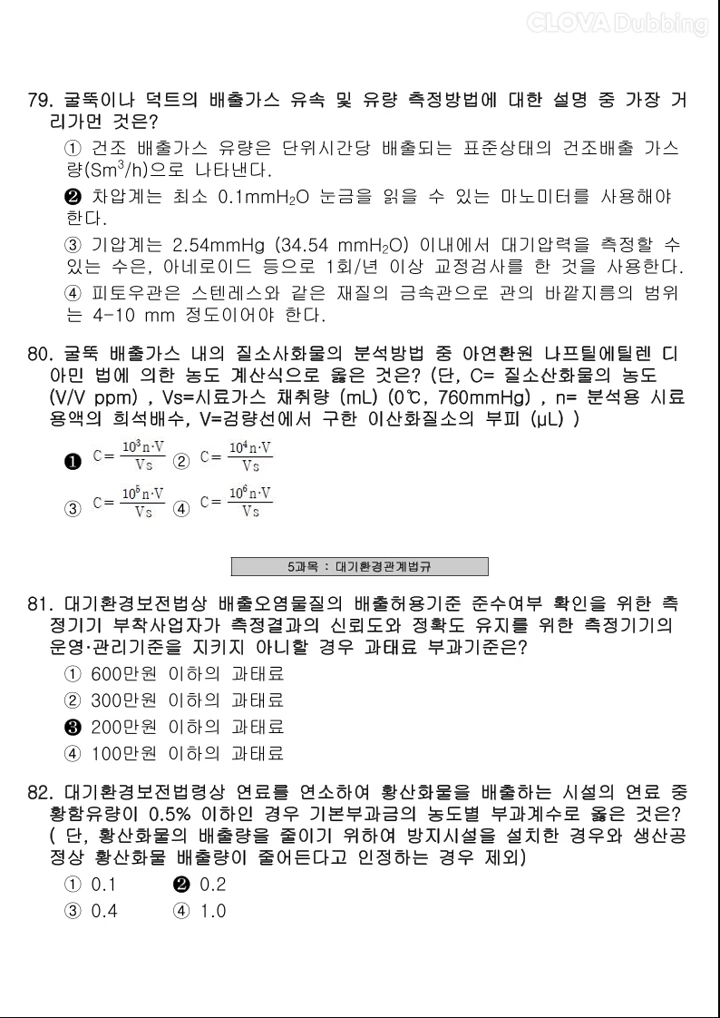 CLOVA Dubbing
79. 굴뚝이나 덕트의 배출가스 유속 및 유량 측정방법에 대한 설명 중 가장 거
리가먼 것은?
① 건조 배출가스 유량은 단위시간당 배출되는 표준상태의 건조배출 가스
량(Sm³/h)으로 나타낸다.
❷ 차압계는 최소 0.1mmH₂O 눈금을 읽을 수 있는 마노미터를 사용해야
한다.
③ 기압계는 2.54mmHg (34.54 mmH₂O) 이내에서 대기압력을 측정할 수
있는 수은, 아네로이드 등으로 1회/년 이상 교정검사를 한 것을 사용한다.
④ 피토우관은 스텐레스와 같은 재질의 금속관으로 관의 바깥지름의 범위
는 4-10 mm 정도이어야 한다.
80. 굴뚝 배출가스 내의 질소사화물의 분석방법 중 아연환원 나프틸에틸렌 디
아민 법에 의한 농도 계산식으로 옳은 것은? (단, C= 질소산화물의 농도
(V/V ppm) , Vs=시료가스 채취량 (mL) (0℃, 760mmHg) , n= 분석용 시료
용액의 희석배수, V=검량선에서 구한 이산화질소의 부피 (μL) )
❶ C= 10³n·V/Vs ② C= 10⁴n·V/Vs
③ C= 10⁵n·V/Vs ④ C= 10⁶n·V/Vs
5과목 : 대기환경관계법규
81. 대기환경보전법상 배출오염물질의 배출허용기준 준수여부 확인을 위한 측
정기기 부착사업자가 측정결과의 신뢰도와 정확도 유지를 위한 측정기기의
운영·관리기준을 지키지 아니할 경우 과태료 부과기준은?
① 600만원 이하의 과태료
② 300만원 이하의 과태료
❸ 200만원 이하의 과태료
④ 100만원 이하의 과태료
82. 대기환경보전법령상 연료를 연소하여 황산화물을 배출하는 시설의 연료 중
황함유량이 0.5% 이하인 경우 기본부과금의 농도별 부과계수로 옳은 것은?
( 단, 황산화물의 배출량을 줄이기 위하여 방지시설을 설치한 경우와 생산공
정상 황산화물 배출량이 줄어든다고 인정하는 경우 제외)
① 0.1 ❷ 0.2
③ 0.4 ④ 1.0